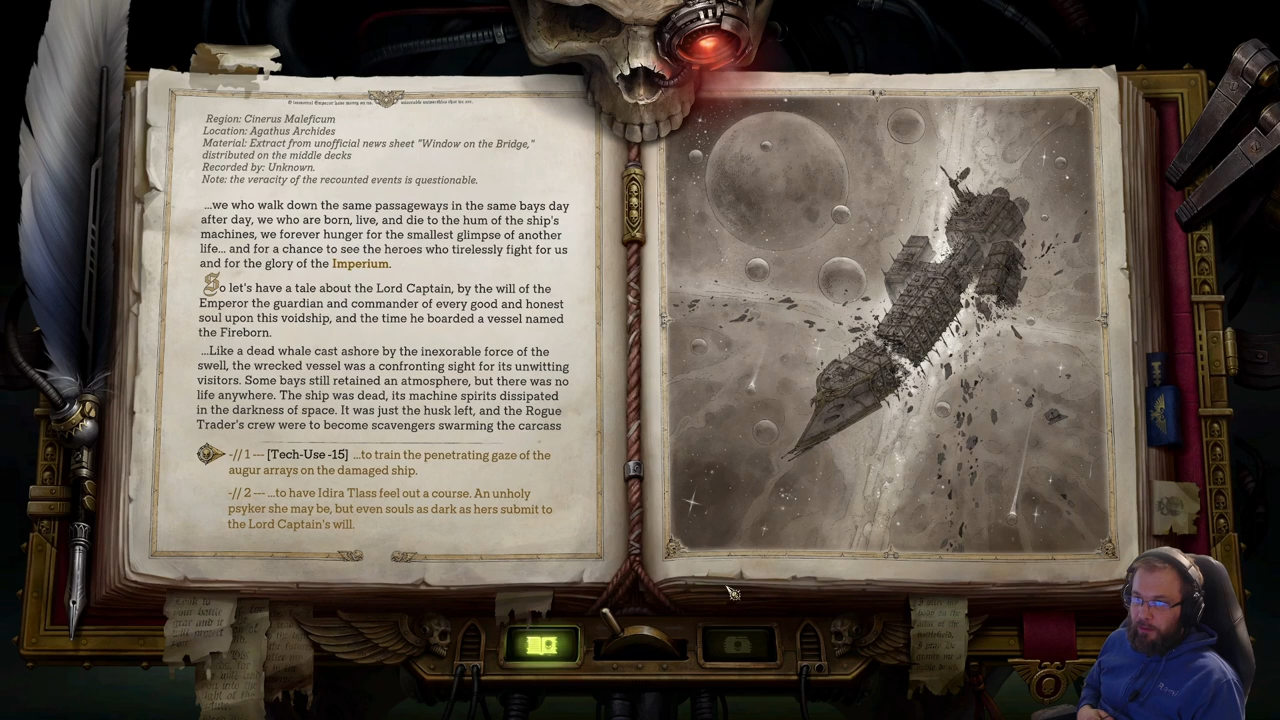 Region: Cinerus Maleficum
Location: Agathus Archides
Material: Extract from unofficial news sheet "Window on the Bridge,"
distributed on the middle decks
Recorded by: Unknown.
Note: the veracity of the recounted events is questionable.
...we who walk down the same passageways in the same bays day
after day, we who are born, live, and die to the hum of the ship's
machines, we forever hunger for the smallest glimpse of another
life... and for a chance to see the heroes who tirelessly fight for us
and for the glory of the Imperium.
So let's have a tale about the Lord Captain, by the will of the
Emperor the guardian and commander of every good and honest
soul upon this voidship, and the time he boarded a vessel named
the Fireborn.
...Like a dead whale cast ashore by the inexorable force of the
swell, the wrecked vessel was a confronting sight for its unwitting
visitors. Some bays still retained an atmosphere, but there was no
life anywhere. The ship was dead, its machine spirits dissipated
in the darkness of space. It was just the husk left, and the Rogue
Trader's crew were to become scavengers swarming the carcass
-// 1 --- [Tech-Use -15] ...to train the penetrating gaze of the
augur arrays on the damaged ship.
-// 2 --- ...to have Idira Tlass feel out a course. An unholy
psyker she may be, but even souls as dark as hers submit to
the Lord Captain's will.